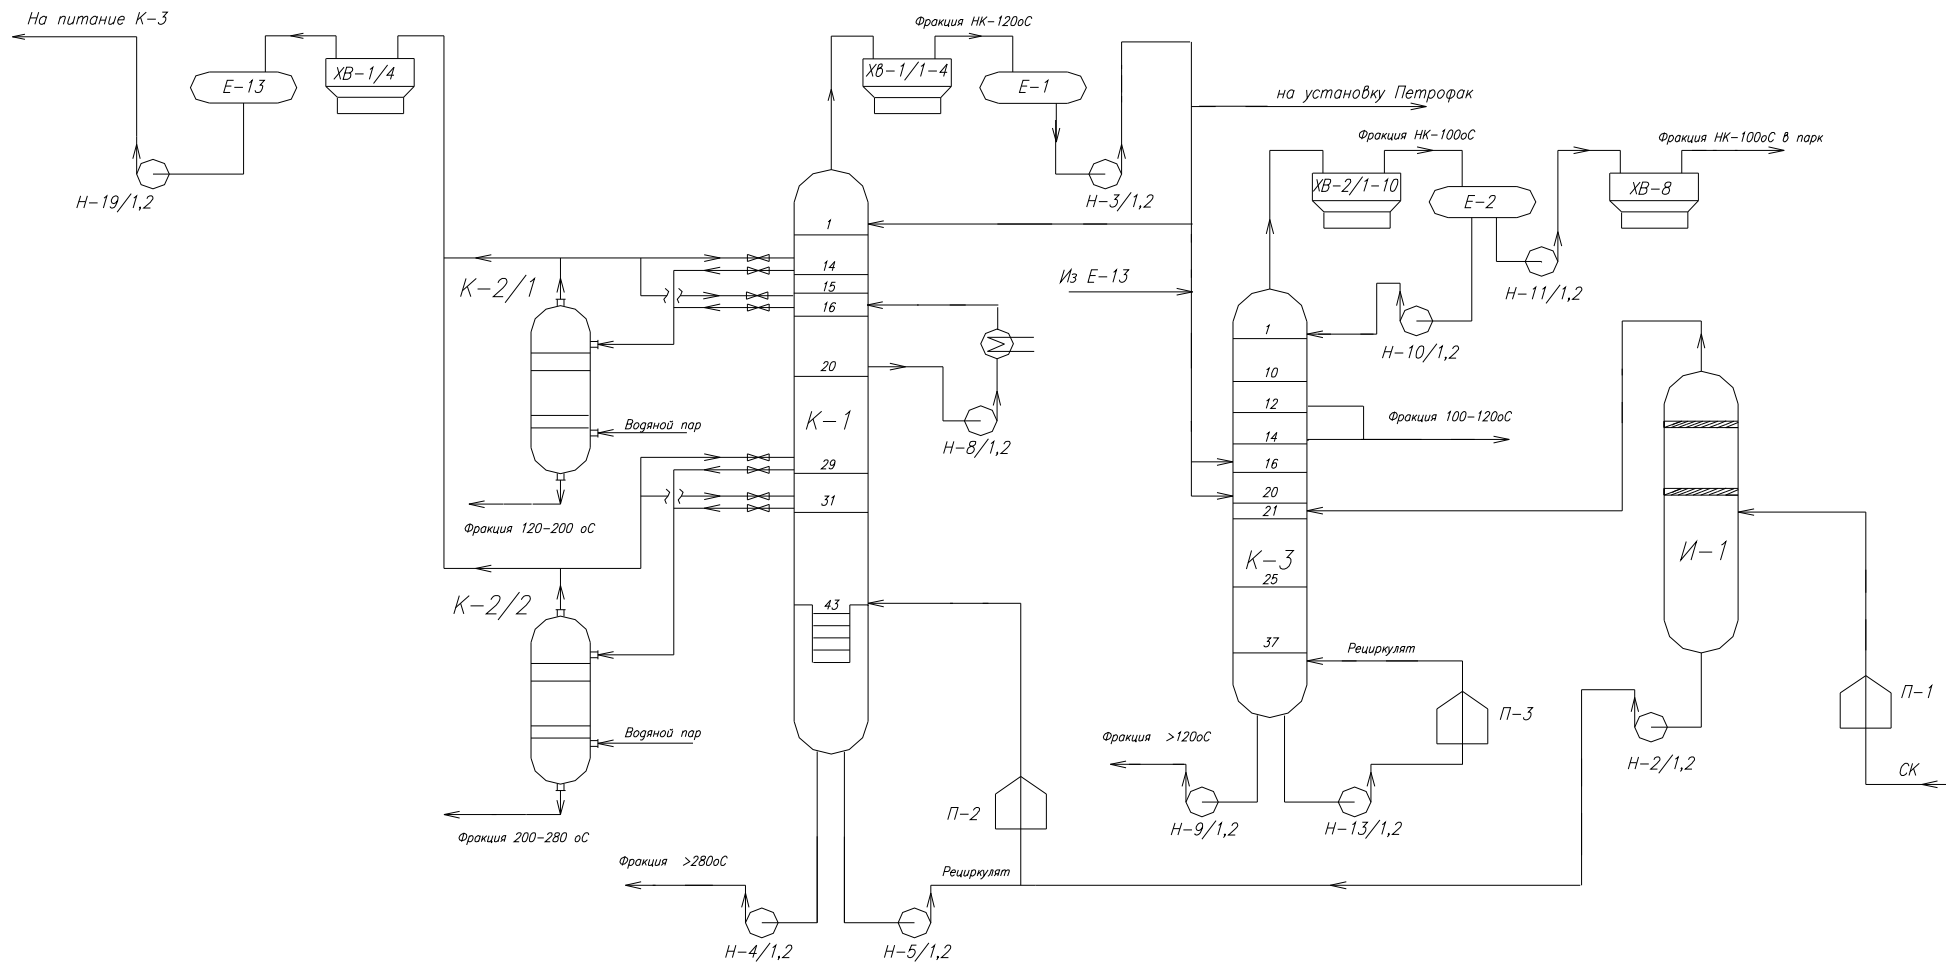 На питание К-3
Фракция НК-120оС
ХВ-1/4
Хв-1/1-4
Е-13
Е-1
на установку Петрофак
Фракция НК-100оС
Фракция НК-100оС в парк
Н-19/1,2
Н-3/1,2
ХВ-2/1-10
ХВ-8
Е-2
1
14
15
16
20
К-1
29
31
43
К-2/1
Из Е-13
Н-11/1,2
Н-10/1,2
1
10
12
14
16
20
21
К-3
25
37
Фракция 100-120оС
Водяной пар
Н-8/1,2
Фракция 120-200 оС
И-1
К-2/2
Рециркулят
П-1
П-3
Водяной пар
Фракция >120оС
Н-2/1,2
СК
П-2
Н-9/1,2
Н-13/1,2
Фракция 200-280 оС
Фракция >280оС
Рециркулят
Н-4/1,2
Н-5/1,2